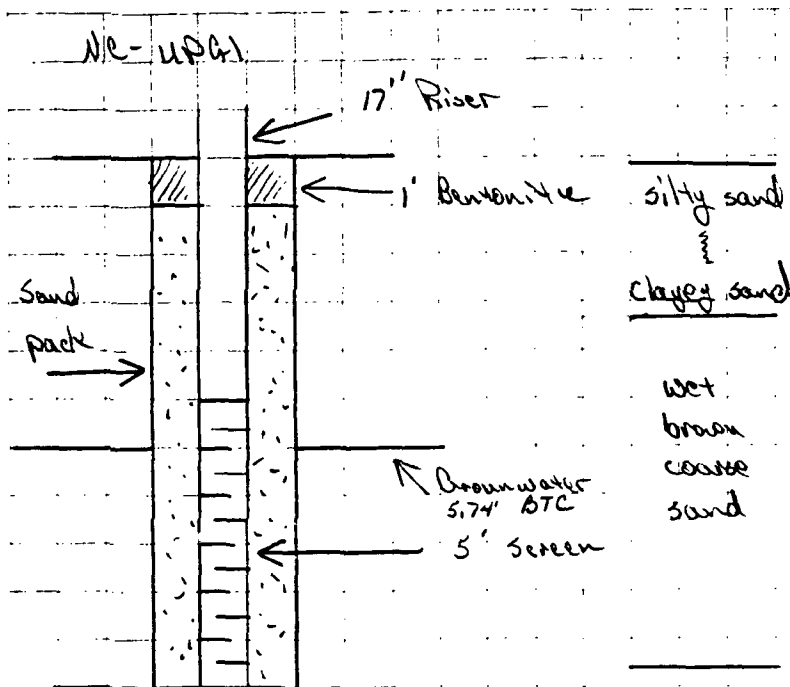 NC-UPG1
17" Riser
1' Bentonite
silty sand
clayey sand
Sand
pack
wet
brown
coarse
sand
Grounwater
5.74' BTC
5' Screen